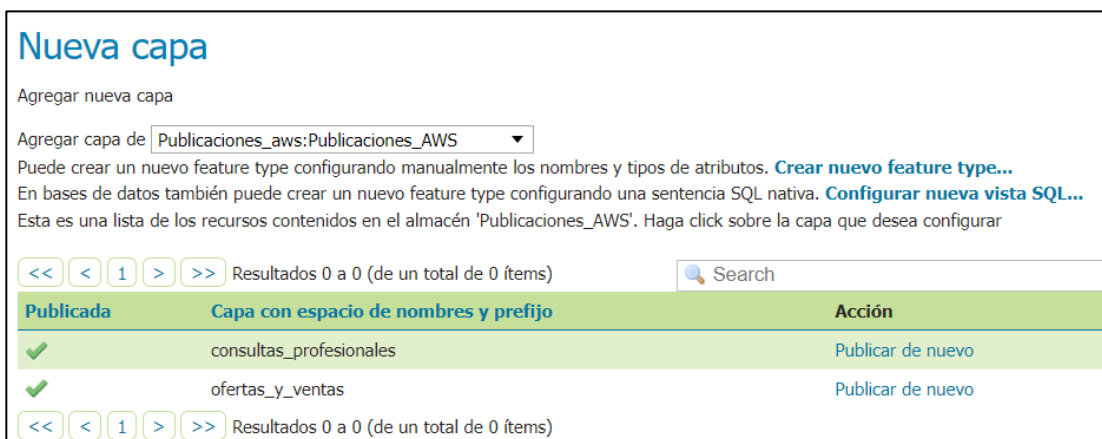 Nueva capa
Agregar nueva capa
Agregar capa de Publicaciones_aws:Publicaciones_AWS
Puede crear un nuevo feature type configurando manualmente los nombres y tipos de atributos. Crear nuevo feature type...
En bases de datos también puede crear un nuevo feature type configurando una sentencia SQL nativa. Configurar nueva vista SQL...
Esta es una lista de los recursos contenidos en el almacén 'Publicaciones_AWS'. Haga click sobre la capa que desea configurar
<< < 1 > >> Resultados 0 a 0 (de un total de 0 ítems) Search
Publicada Capa con espacio de nombres y prefijo Acción
consultas_profesionales Publicar de nuevo
ofertas_y_ventas Publicar de nuevo
<< < 1 > >> Resultados 0 a 0 (de un total de 0 ítems)